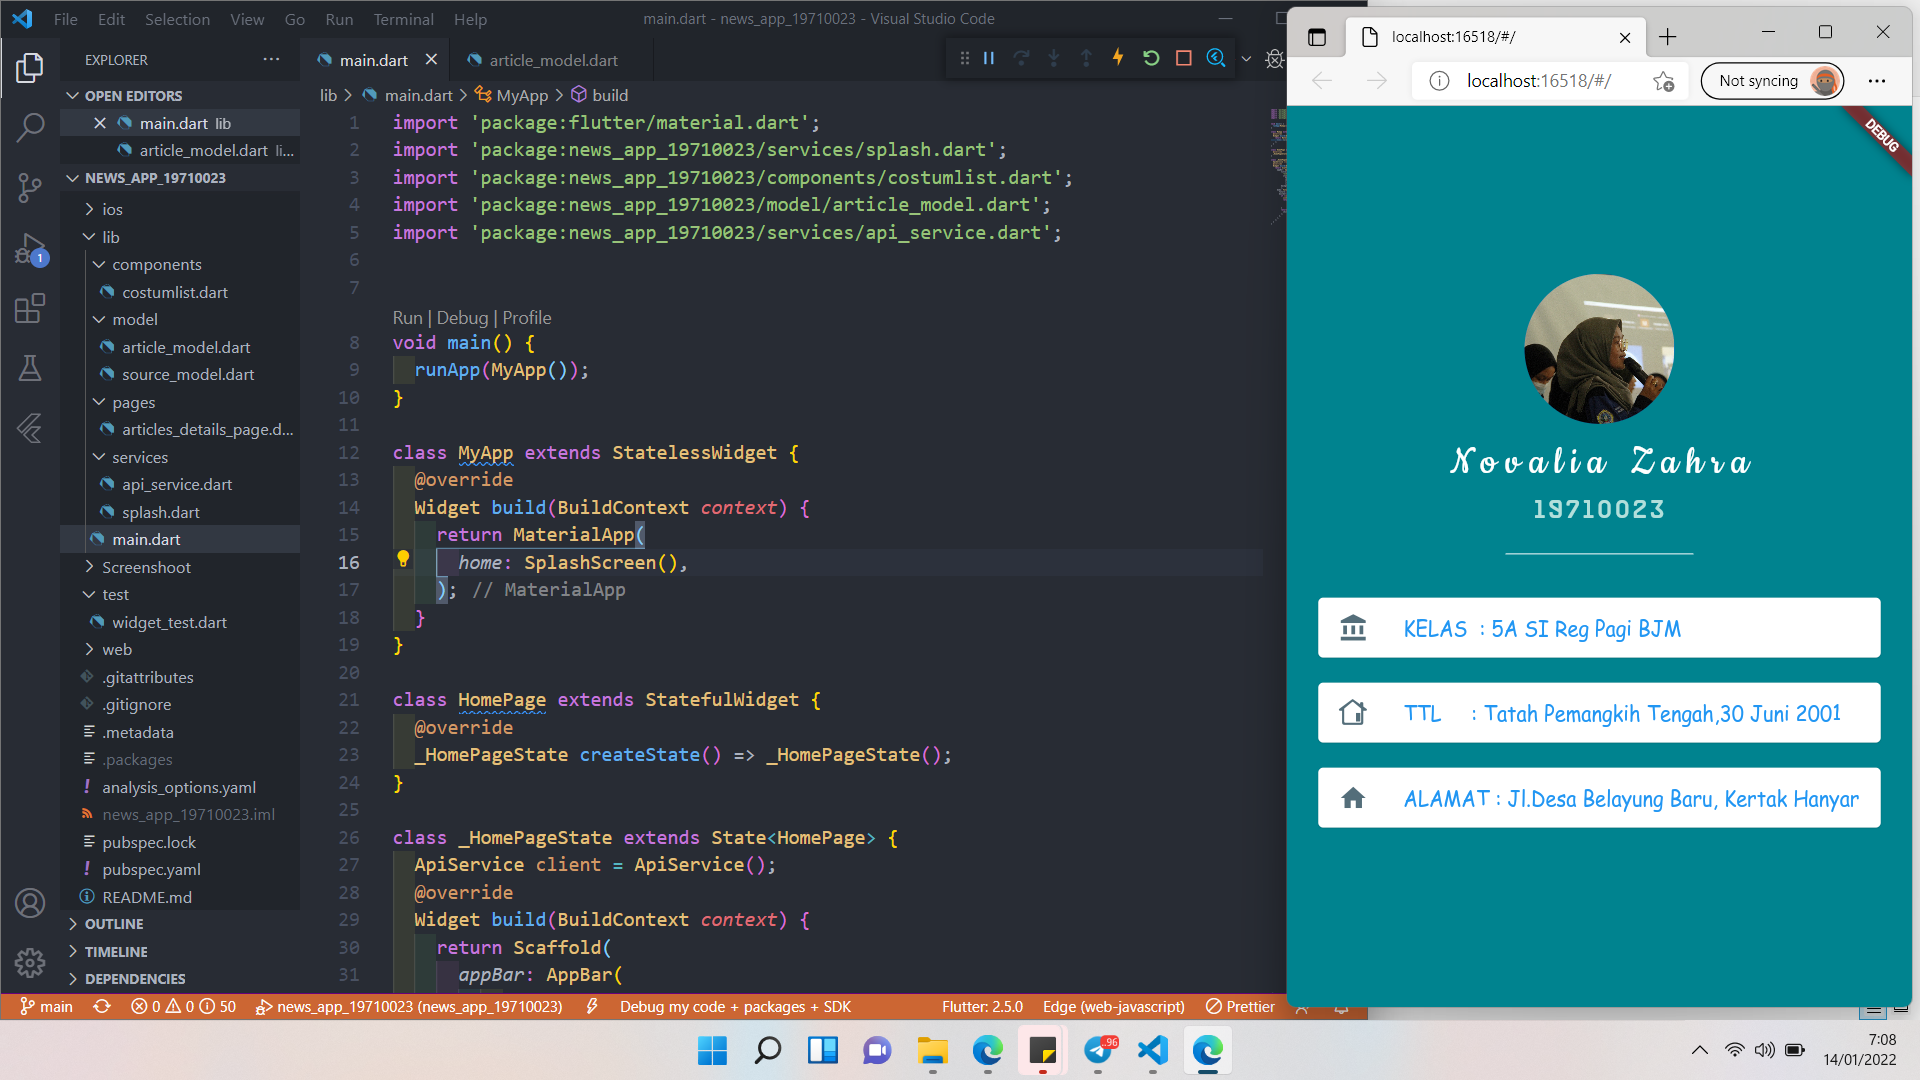 File Edit Selection View Go Run Terminal Help
main.dart - news_app_19710023 - Visual Studio Code
EXPLORER
OPEN EDITORS
main.dart lib
article_model.dart li...
NEWS_APP_19710023
ios
lib
components
costumlist.dart
model
article_model.dart
source_model.dart
pages
articles_details_page.d...
services
api_service.dart
splash.dart
main.dart
Screenshoot
test
widget_test.dart
web
.gitattributes
.gitignore
.metadata
.packages
analysis_options.yaml
news_app_19710023.iml
pubspec.lock
pubspec.yaml
README.md
OUTLINE
TIMELINE
DEPENDENCIES
1
main.dart
article_model.dart
lib > main.dart > MyApp > build
1 import 'package:flutter/material.dart';
2 import 'package:news_app_19710023/services/splash.dart';
3 import 'package:news_app_19710023/components/costumlist.dart';
4 import 'package:news_app_19710023/model/article_model.dart';
5 import 'package:news_app_19710023/services/api_service.dart';
6
7
Run | Debug | Profile
8 void main() {
9 runApp(MyApp());
10 }
11
12 class MyApp extends StatelessWidget {
13 @override
14 Widget build(BuildContext context) {
15 return MaterialApp(
16 home: SplashScreen(),
17 ); // MaterialApp
18 }
19 }
20
21 class HomePage extends StatefulWidget {
22 @override
23 _HomePageState createState() => _HomePageState();
24 }
25
26 class _HomePageState extends State<HomePage> {
27 ApiService client = ApiService();
28 @override
29 Widget build(BuildContext context) {
30 return Scaffold(
31 appBar: AppBar(
main 0 0 50 news_app_19710023 (news_app_19710023) Debug my code + packages + SDK Flutter: 2.5.0 Edge (web-javascript) Prettier
localhost:16518/#/
localhost:16518/#/
Not syncing
DEBUG
Novalia Zahra
19710023
KELAS : 5A SI Reg Pagi BJM
TTL : Tatah Pemangkih Tengah,30 Juni 2001
ALAMAT : Jl.Desa Belayung Baru, Kertak Hanyar
..96
7:08
14/01/2022